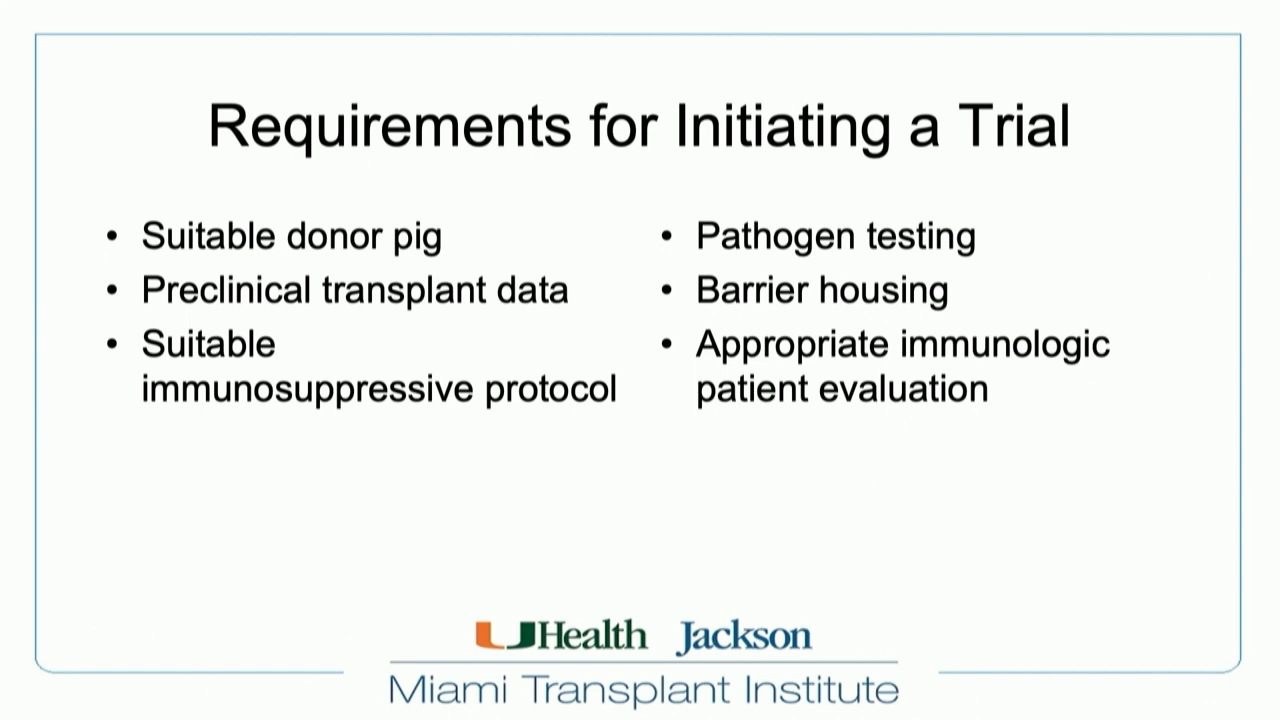 Requirements for Initiating a Trial
• Suitable donor pig
• Preclinical transplant data
• Suitable
immunosuppressive protocol
• Pathogen testing
• Barrier housing
• Appropriate immunologic
patient evaluation
UHealth Jackson
Miami Transplant Institute